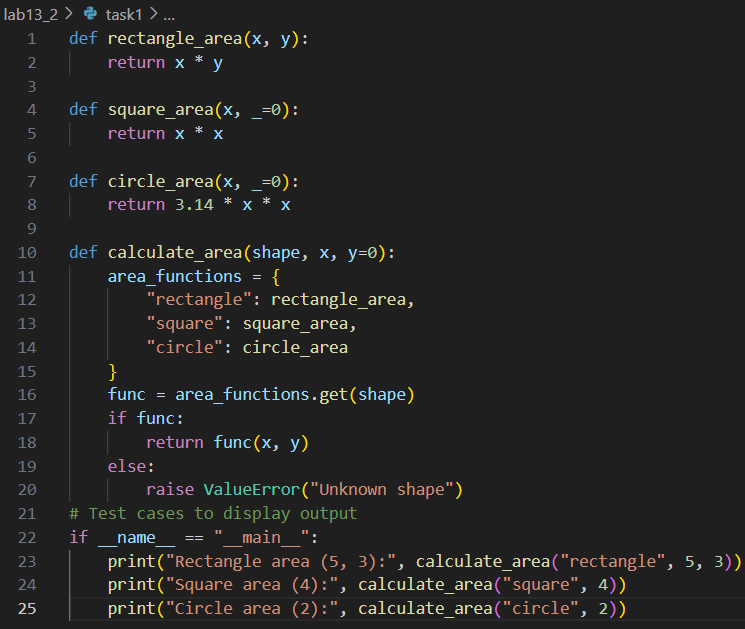 lab13_2 > task1 > ...
1 def rectangle_area(x, y):
2     return x * y
3
4 def square_area(x, _=0):
5     return x * x
6
7 def circle_area(x, _=0):
8     return 3.14 * x * x
9
10 def calculate_area(shape, x, y=0):
11     area_functions = {
12         "rectangle": rectangle_area,
13         "square": square_area,
14         "circle": circle_area
15     }
16     func = area_functions.get(shape)
17     if func:
18         return func(x, y)
19     else:
20         raise ValueError("Unknown shape")
21 # Test cases to display output
22 if __name__ == "__main__":
23     print("Rectangle area (5, 3):", calculate_area("rectangle", 5, 3))
24     print("Square area (4):", calculate_area("square", 4))
25     print("Circle area (2):", calculate_area("circle", 2))